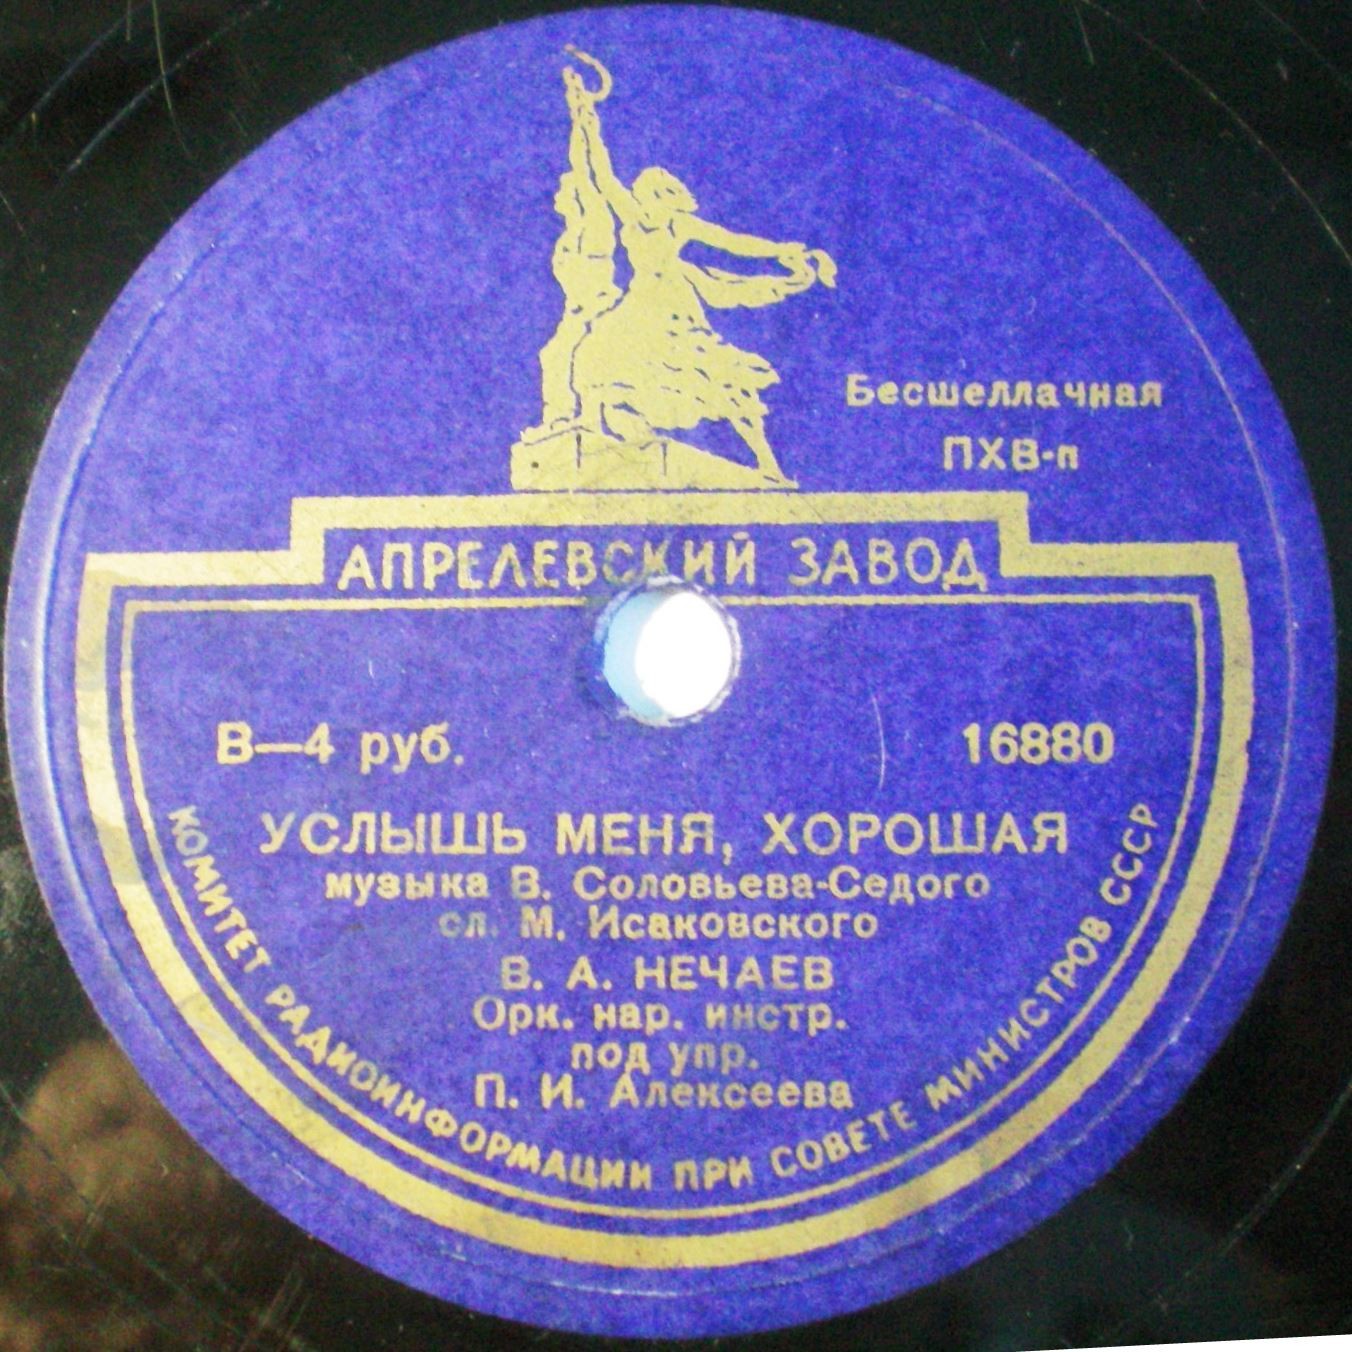 Бесшеллачная
ПХВ-п
АПРЕЛЕВСКИЙ ЗАВОД
В—4 руб.
16880
УСЛЫШЬ МЕНЯ, ХОРОШАЯ
музыка В. Соловьева-Седого
сл. М. Исаковского
В. А. НЕЧАЕВ
Орк. нар. инстр.
под упр.
П. И. Алексеева
КОМИТЕТ РАДИОИНФОРМАЦИИ ПРИ СОВЕТЕ МИНИСТРОВ СССР